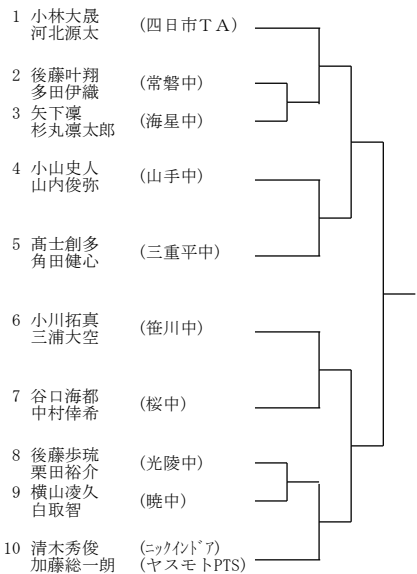 1 小林大晟 (四日市ＴＡ)
河北源太
2 後藤叶翔 (常磐中)
多田伊織
3 矢下凜 (海星中)
杉丸凛太郎
4 小山史人 (山手中)
山内俊弥
5 髙士創多 (三重平中)
角田健心
6 小川拓真 (笹川中)
三浦大空
7 谷口海都 (桜中)
中村倖希
8 後藤歩琉 (光陵中)
栗田裕介
9 横山凌久 (暁中)
白取智
10 清木秀俊 (ﾆｯｸｲﾝﾄﾞｱ)
加藤総一朗 (ヤスモトPTS)